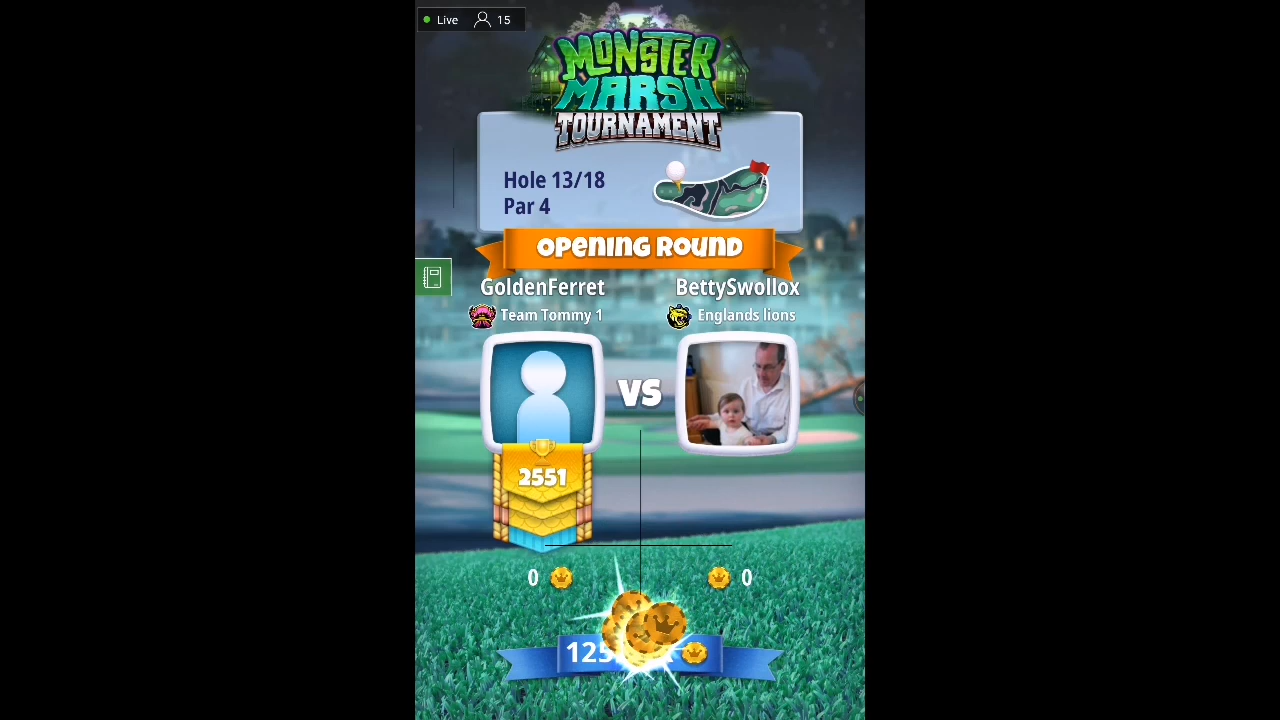 Live 15
MONSTER
MARSH
TOURNAMENT
Hole 13/18
Par 4
OPENING ROUND
GoldenFerret BettySwollox
Team Tommy 1 Englands lions
VS
2551
0 0